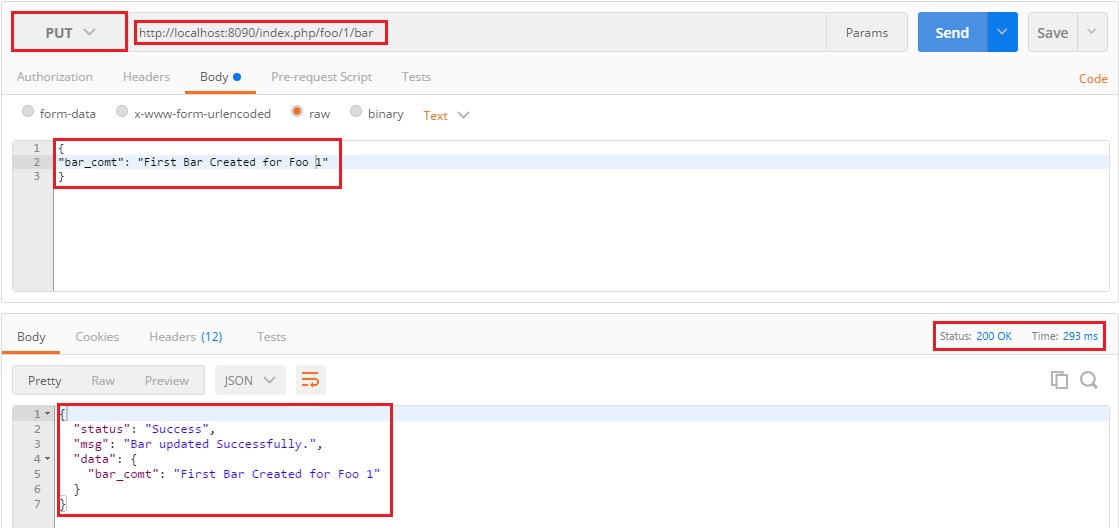 PUT http://localhost:8090/index.php/foo/1/bar Params Send Save
Authorization Headers Body Pre-request Script Tests Code
form-data x-www-form-urlencoded raw binary Text
1 {
2 "bar_comt": "First Bar Created for Foo 1"
3 }
Body Cookies Headers (12) Tests Status: 200 OK Time: 293 ms
Pretty Raw Preview JSON
1 {
2 "status": "Success",
3 "msg": "Bar updated Successfully.",
4 "data": {
5 "bar_comt": "First Bar Created for Foo 1"
6 }
7 }